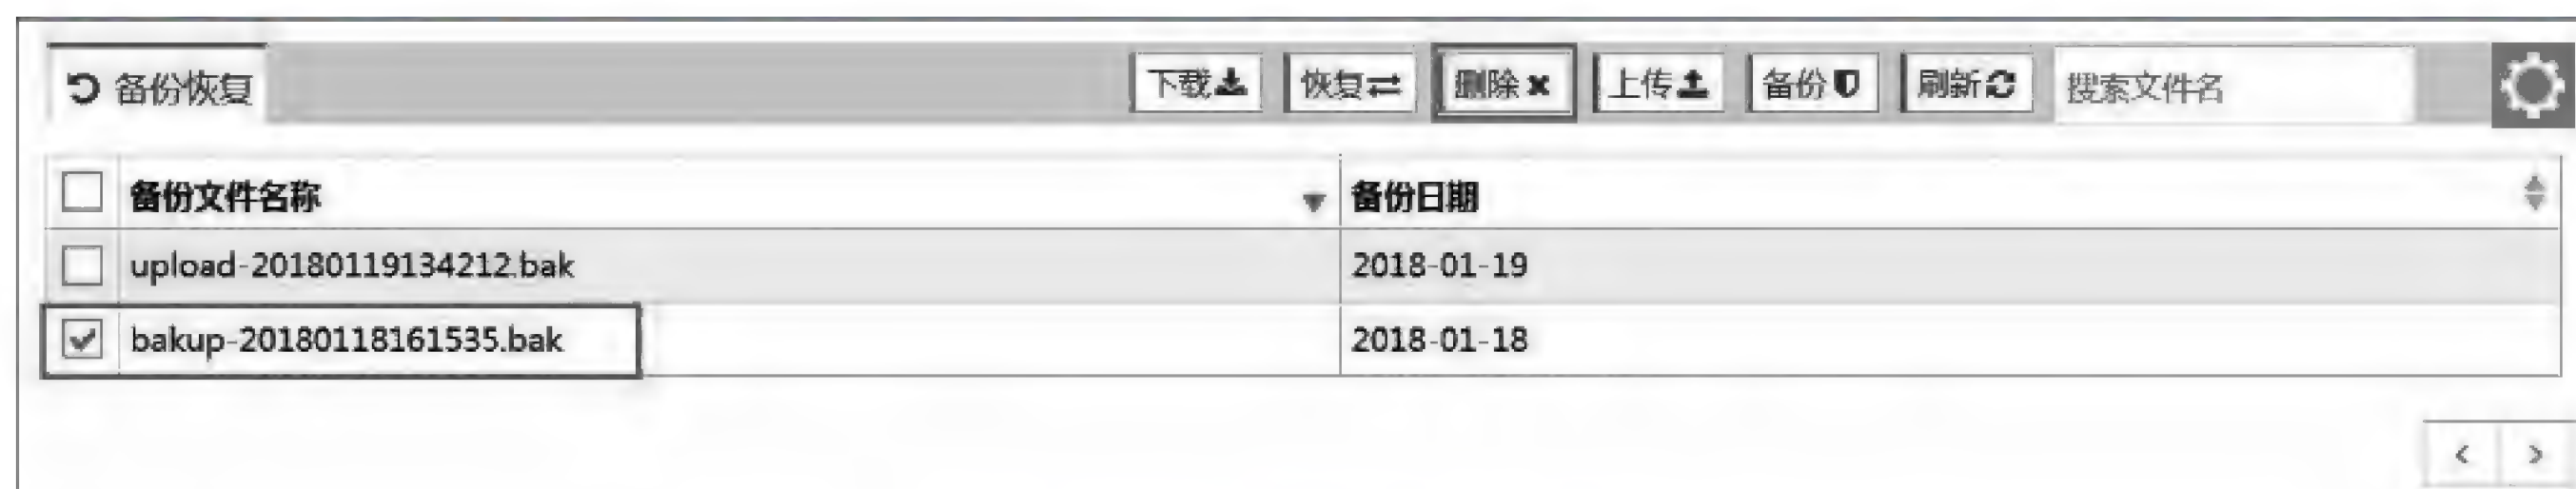 备份恢复 下载 恢复 删除 上传 备份 刷新 搜索文件名
备份文件名称 备份日期
upload-20180119134212.bak 2018-01-19
bakup-20180118161535.bak 2018-01-18